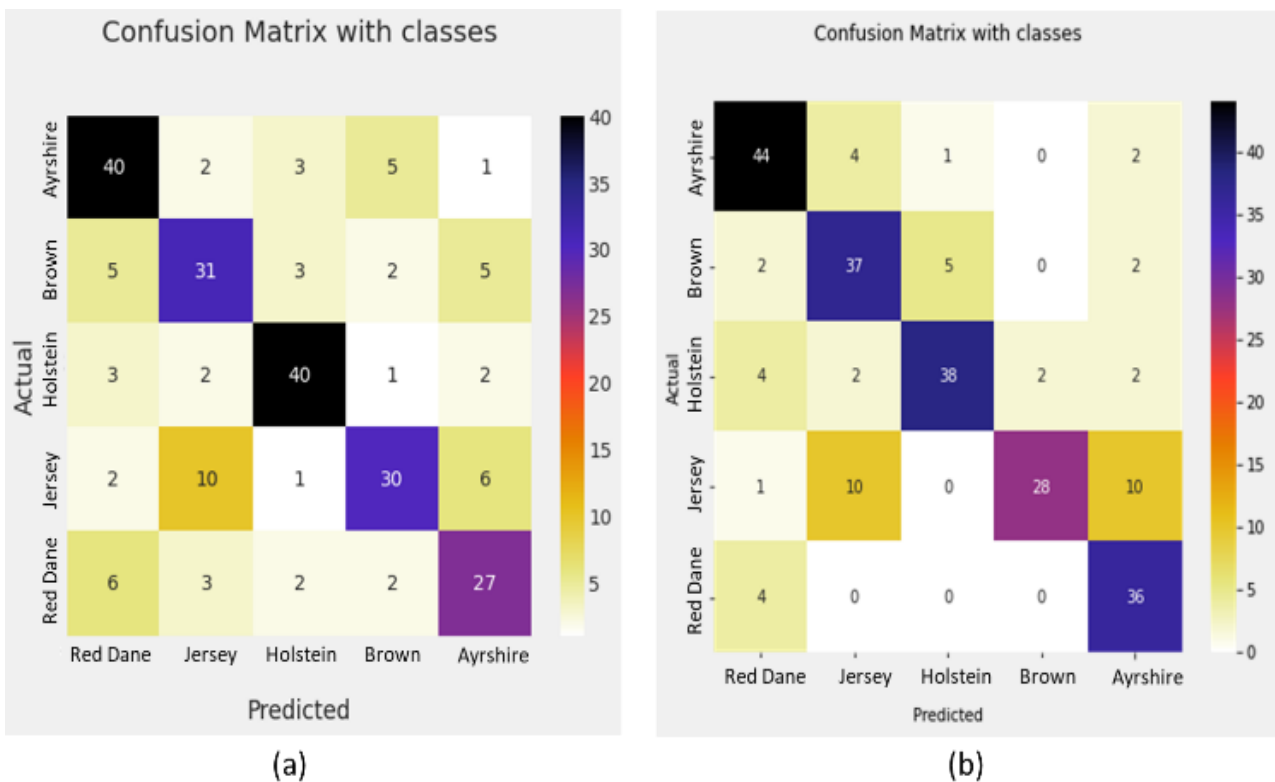 Confusion Matrix with classes
Actual
Ayrshire 40 2 3 5 1
Brown 5 31 3 2 5
Holstein 3 2 40 1 2
Jersey 2 10 1 30 6
Red Dane 6 3 2 2 27
Red Dane Jersey Holstein Brown Ayrshire
Predicted
40
35
30
25
20
15
10
5
(a)
Confusion Matrix with classes
Actual
Ayrshire 44 4 1 0 2
Brown 2 37 5 0 2
Holstein 4 2 38 2 2
Jersey 1 10 0 28 10
Red Dane 4 0 0 0 36
Red Dane Jersey Holstein Brown Ayrshire
Predicted
40
35
30
25
20
15
10
5
0
(b)